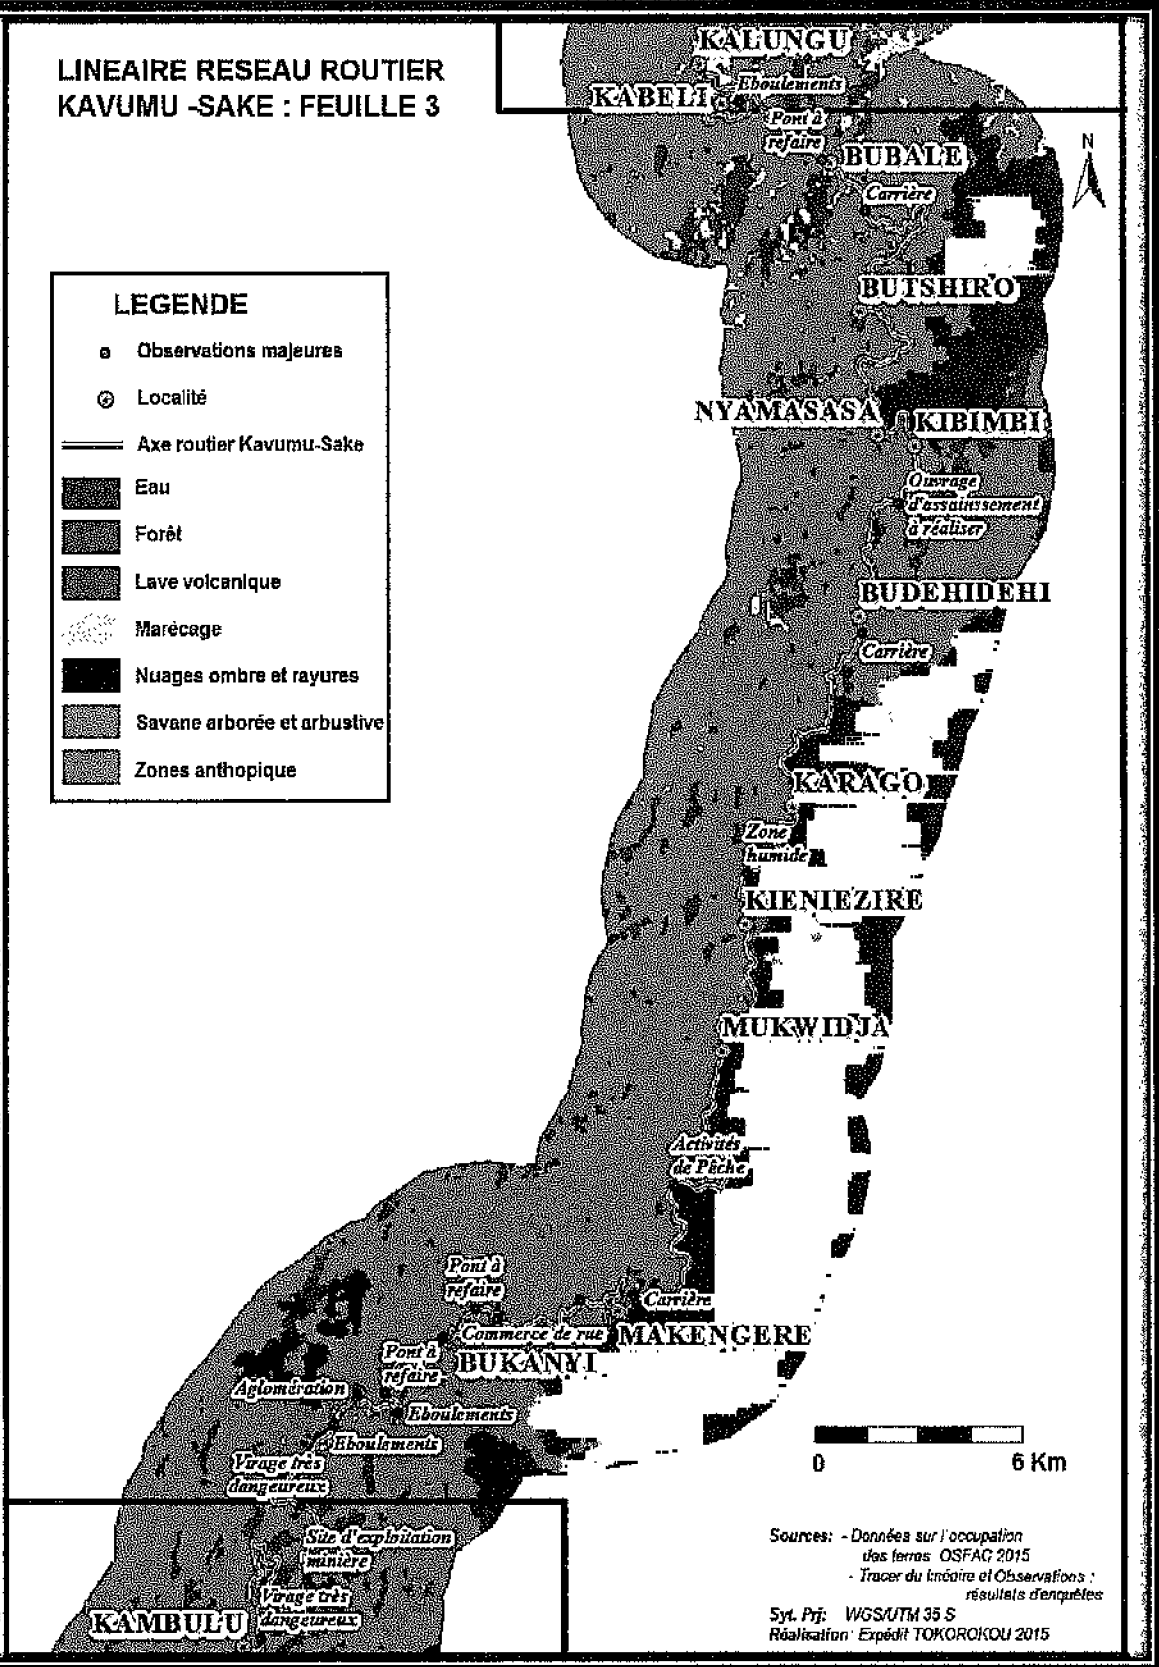 LINEAIRE RESEAU ROUTIER
KAVUMU -SAKE : FEUILLE 3
KALUNGU
Eboulements
KABELI
Pont à
refaire
BUBALE
Carrière
N
BUTSHIRO
LEGENDE
Observations majeures
Localité
Axe routier Kavumu-Sake
Eau
Forêt
Lave volcanique
Marécage
Nuages ombre et rayures
Savane arborée et arbustive
Zones anthopique
NYAMASASA
KIBIMBI
Ouvrage
d'assainissement
à réaliser
BUDEHIDEHI
Carrière
KARAGO
Zone
humide
KIENIEZIRE
MUKWIDJA
Activités
de Pêche
Pont à
refaire
Carrière
Commerce de rue
MAKENGERE
Pont à
refaire
BUKANYI
Aglomération
Eboulements
Eboulements
Virage très
dangeureux
Site d'exploitation
minière
Virage très
dangeureux
KAMBULU
0 6 Km
Sources: - Données sur l'occupation
des terres OSFAC 2015
- Tracer du linéaire et Observations :
résultats d'enquêtes
Syt. Prj: WGS/UTM 35 S
Réalisation : Expédit TOKOROKOU 2015